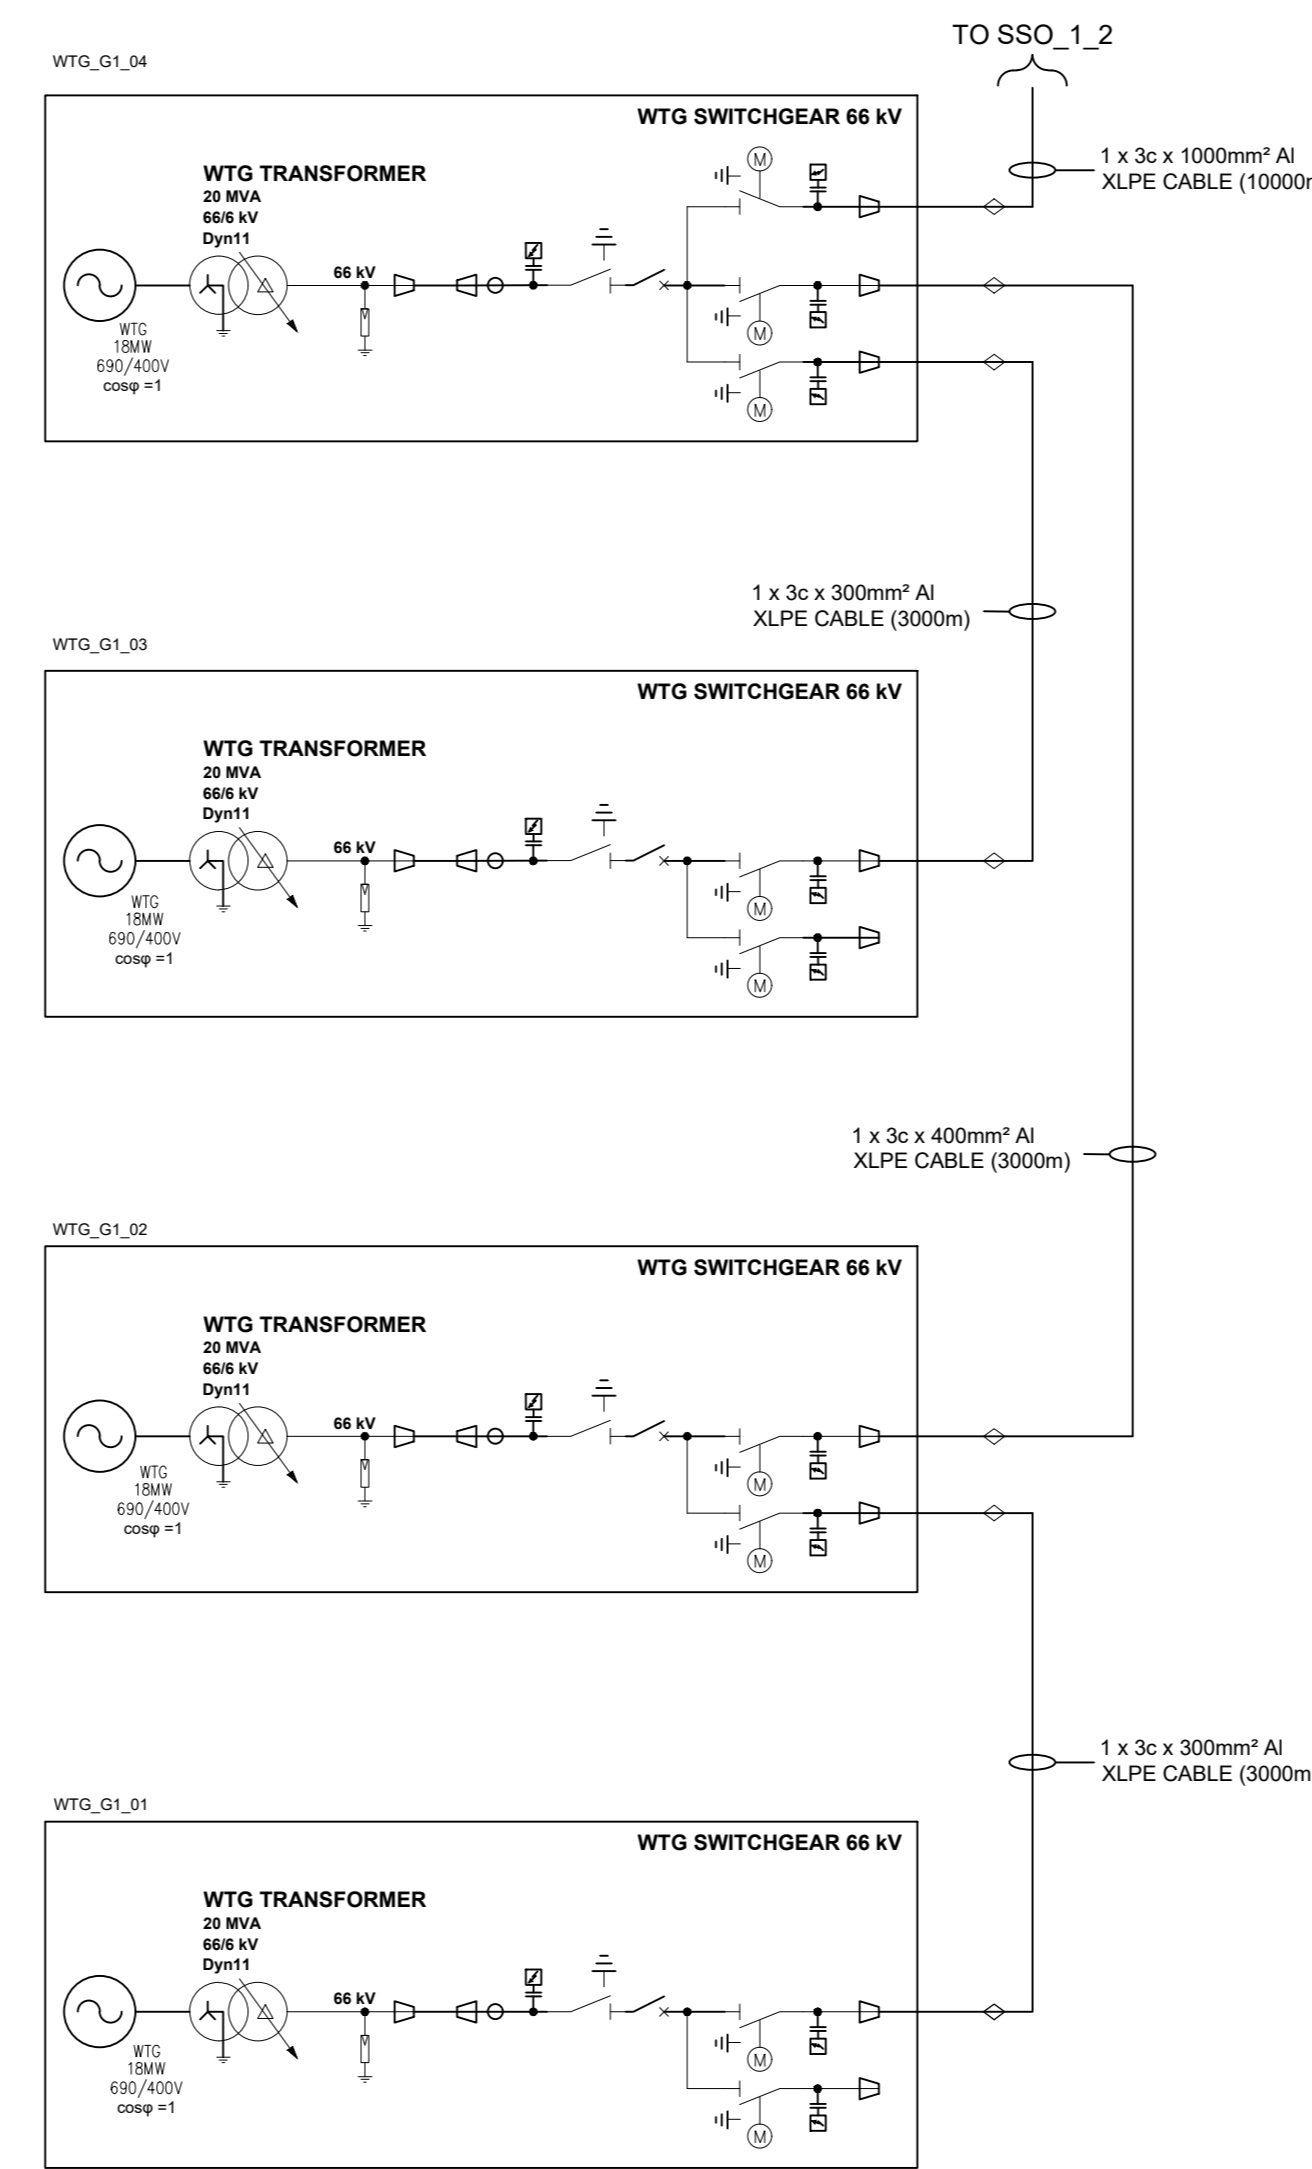 TO SSO_1_2
WTG_G1_04
WTG SWITCHGEAR 66 kV
1 x 3c x 1000mm² Al
XLPE CABLE (10000
WTG TRANSFORMER
20 MVA
66/6 kV
Dyn11
66 kV
M
M
M
WTG
18MW
690/400V
cosφ =1
1 x 3c x 300mm² Al
XLPE CABLE (3000m)
WTG_G1_03
WTG SWITCHGEAR 66 kV
WTG TRANSFORMER
20 MVA
66/6 kV
Dyn11
66 kV
M
M
WTG
18MW
690/400V
cosφ =1
1 x 3c x 400mm² Al
XLPE CABLE (3000m)
WTG_G1_02
WTG SWITCHGEAR 66 kV
WTG TRANSFORMER
20 MVA
66/6 kV
Dyn11
66 kV
M
M
WTG
18MW
690/400V
cosφ =1
1 x 3c x 300mm² Al
XLPE CABLE (3000m
WTG_G1_01
WTG SWITCHGEAR 66 kV
WTG TRANSFORMER
20 MVA
66/6 kV
Dyn11
66 kV
M
M
WTG
18MW
690/400V
cosφ =1